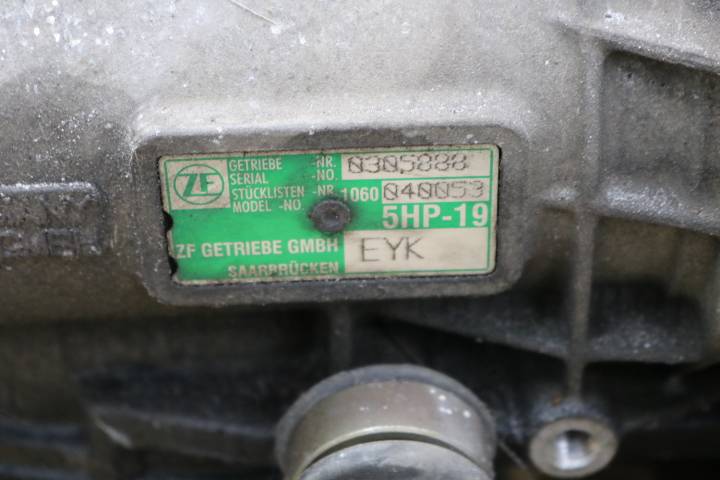 ZF
GETRIEBE -NR. 0305888
SERIAL -NO.
STÜCKLISTEN -NR. 1060 040053
MODEL -NO.
5HP-19
ZF GETRIEBE GMBH EYK
SAARBRÜCKEN